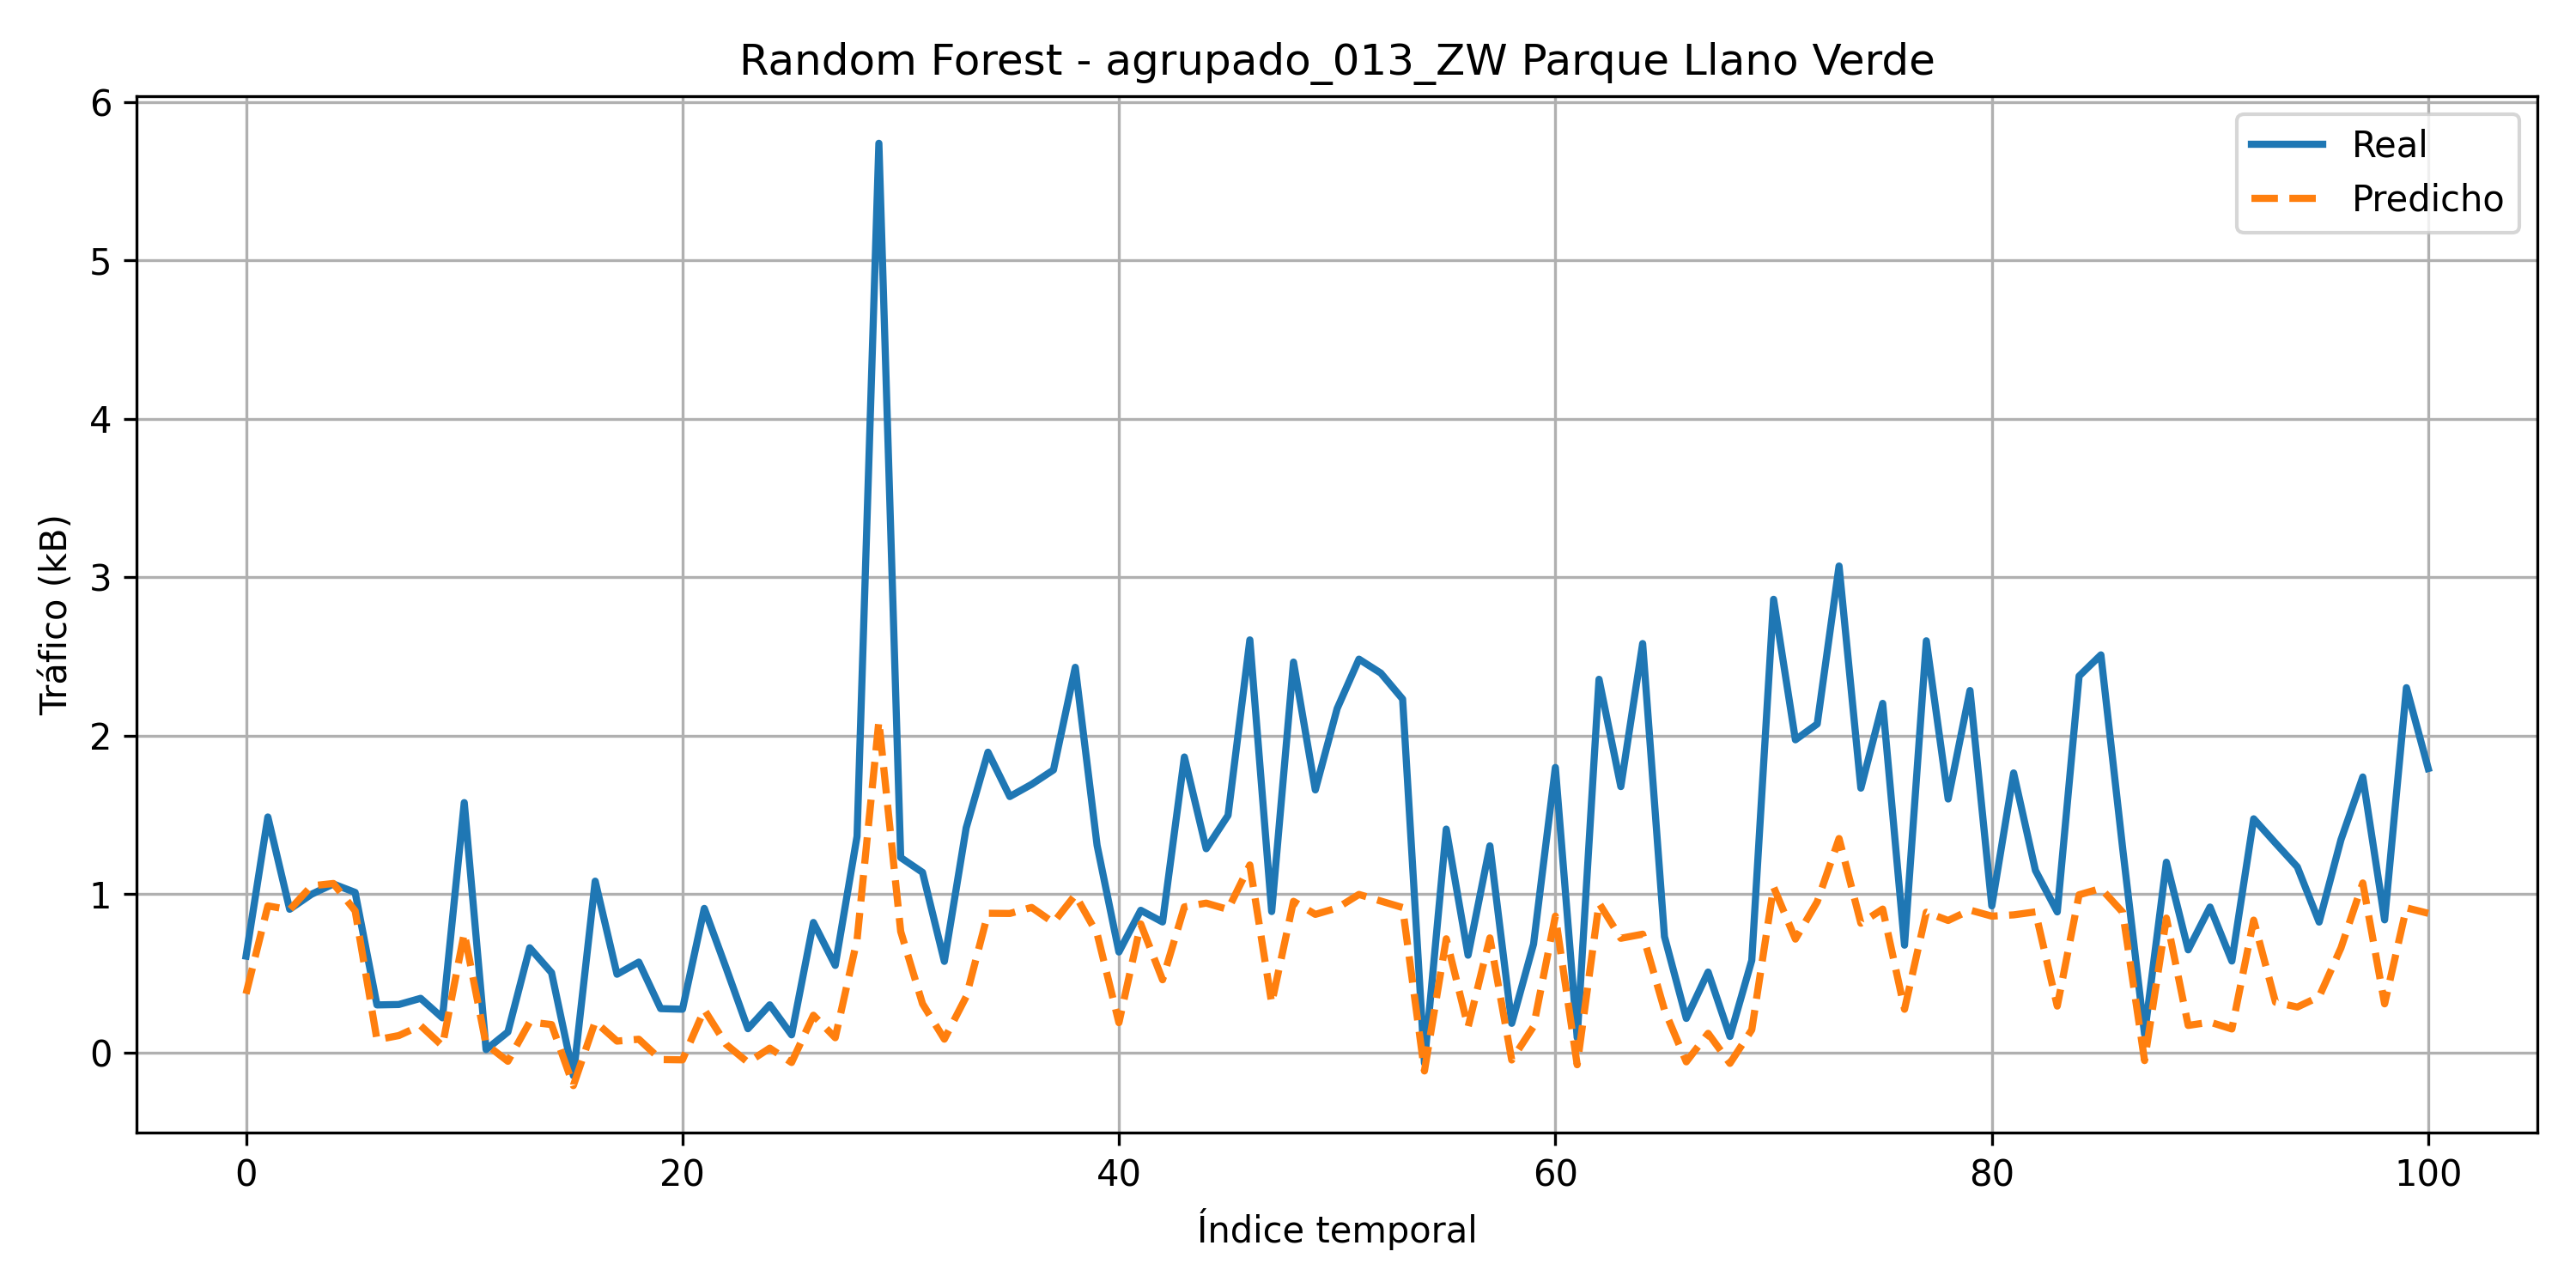 Random Forest - agrupado_013_ZW Parque Llano Verde
Real
Predicho
Tráfico (kB)
6
5
4
3
2
1
0
0 20 40 60 80 100
Índice temporal